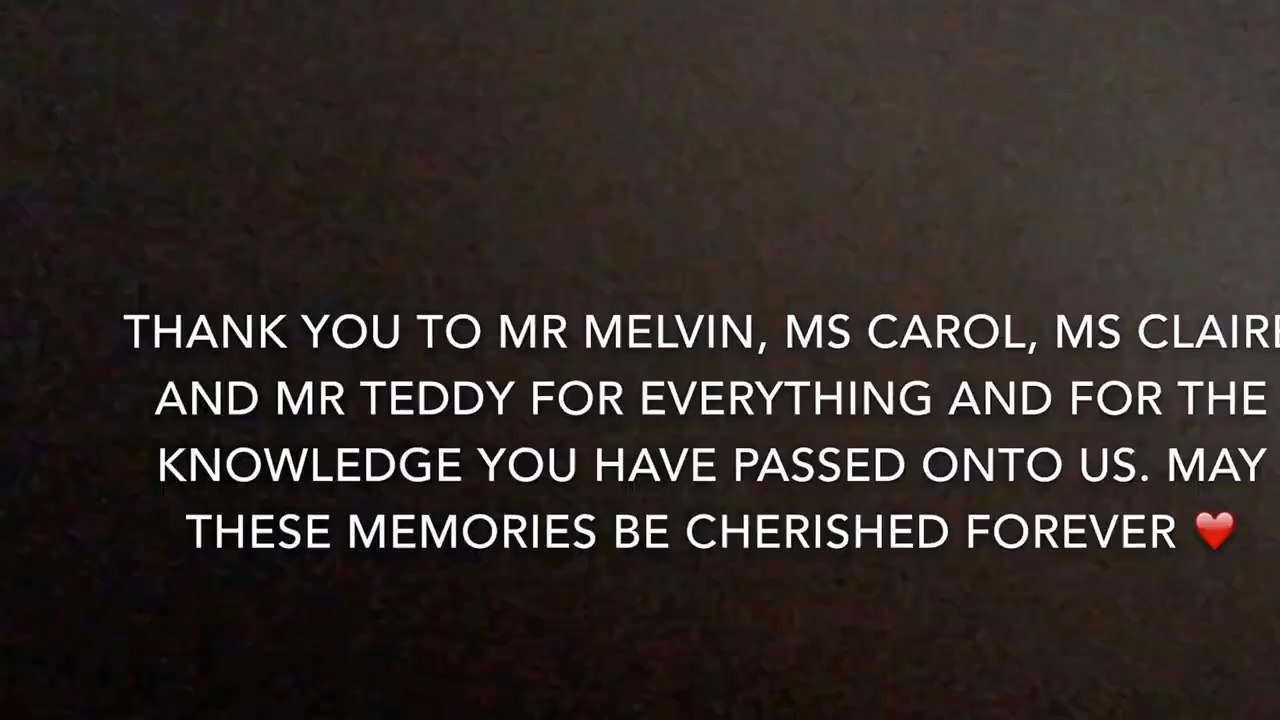 THANK YOU TO MR MELVIN, MS CAROL, MS CLAIRE
AND MR TEDDY FOR EVERYTHING AND FOR THE
KNOWLEDGE YOU HAVE PASSED ONTO US. MAY
THESE MEMORIES BE CHERISHED FOREVER ❤️